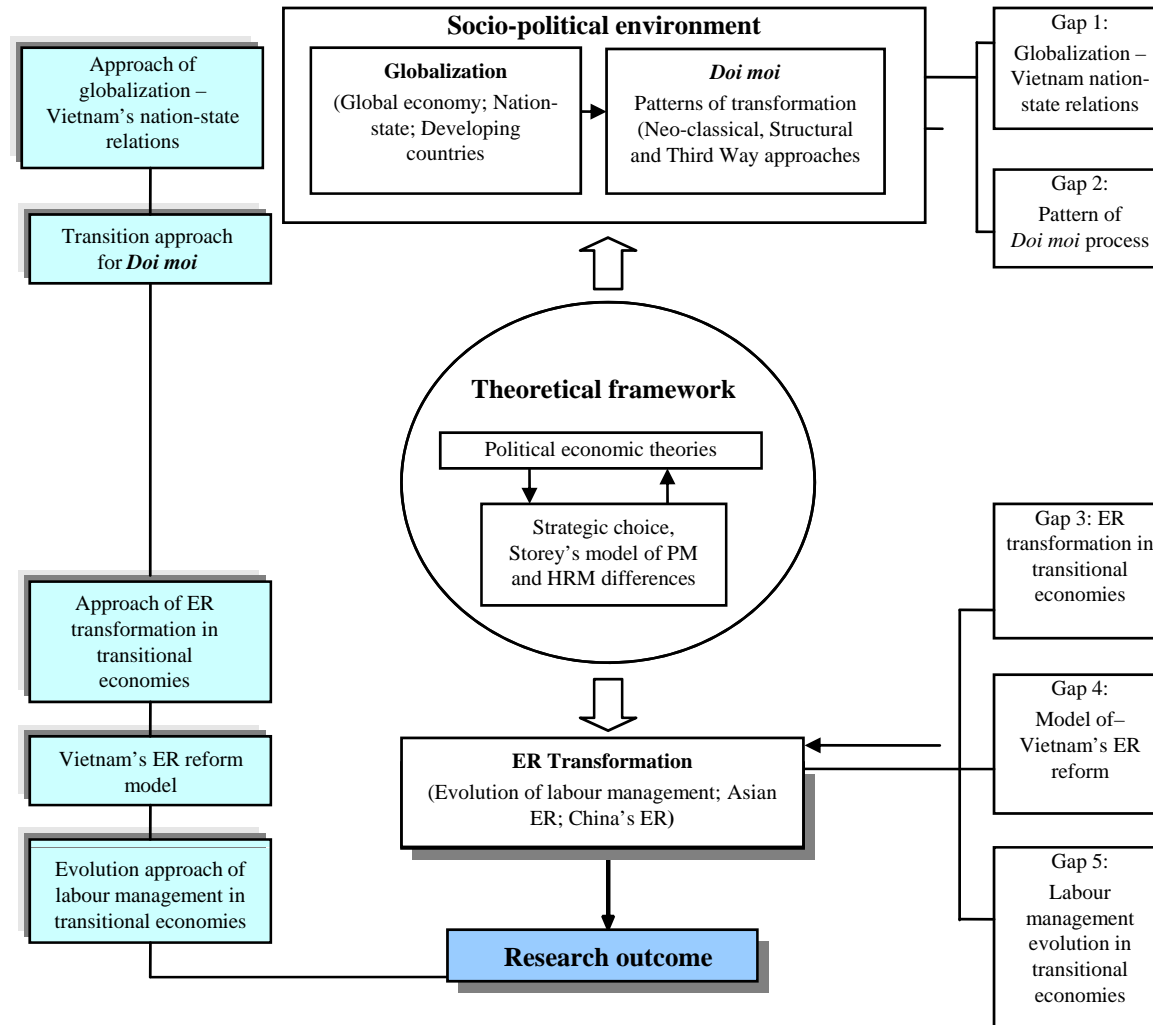 Socio-political environment
Globalization
(Global economy; Nation-
state; Developing
countries
Doi moi
Patterns of transformation
(Neo-classical, Structural
and Third Way approaches
Gap 1:
Globalization –
Vietnam nation-
state relations
Gap 2:
Pattern of
Doi moi process
Approach of
globalization –
Vietnam's nation-state
relations
Transition approach
for Doi moi
Theoretical framework
Political economic theories
Strategic choice,
Storey's model of PM
and HRM differences
Approach of ER
transformation in
transitional
economies
Vietnam's ER reform
model
Evolution approach of
labour management in
transitional economies
ER Transformation
(Evolution of labour management; Asian
ER; China's ER)
Research outcome
Gap 3: ER
transformation in
transitional
economies
Gap 4:
Model of–
Vietnam's ER
reform
Gap 5:
Labour
management
evolution in
transitional
economies